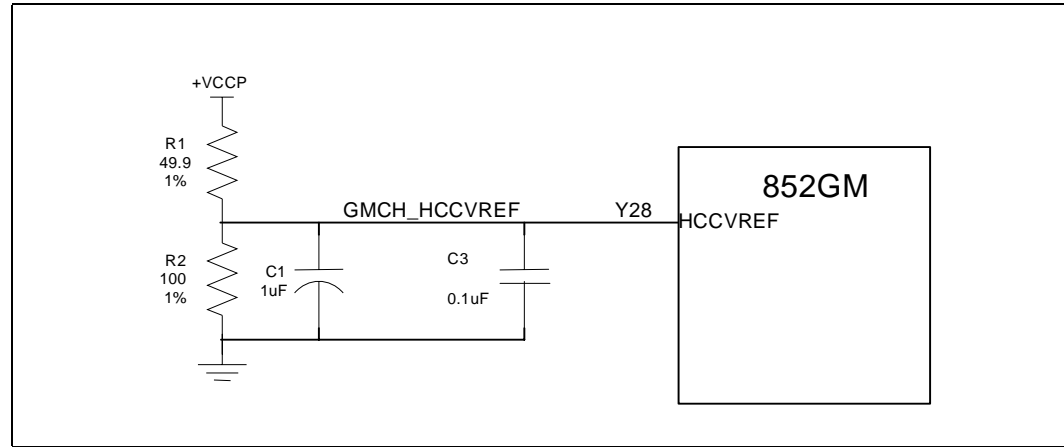 +VCCP
R1
49.9
1%
GMCH_HCCVREF
Y28
852GM
HCCVREF
R2
100
1%
C1
1uF
C3
0.1uF